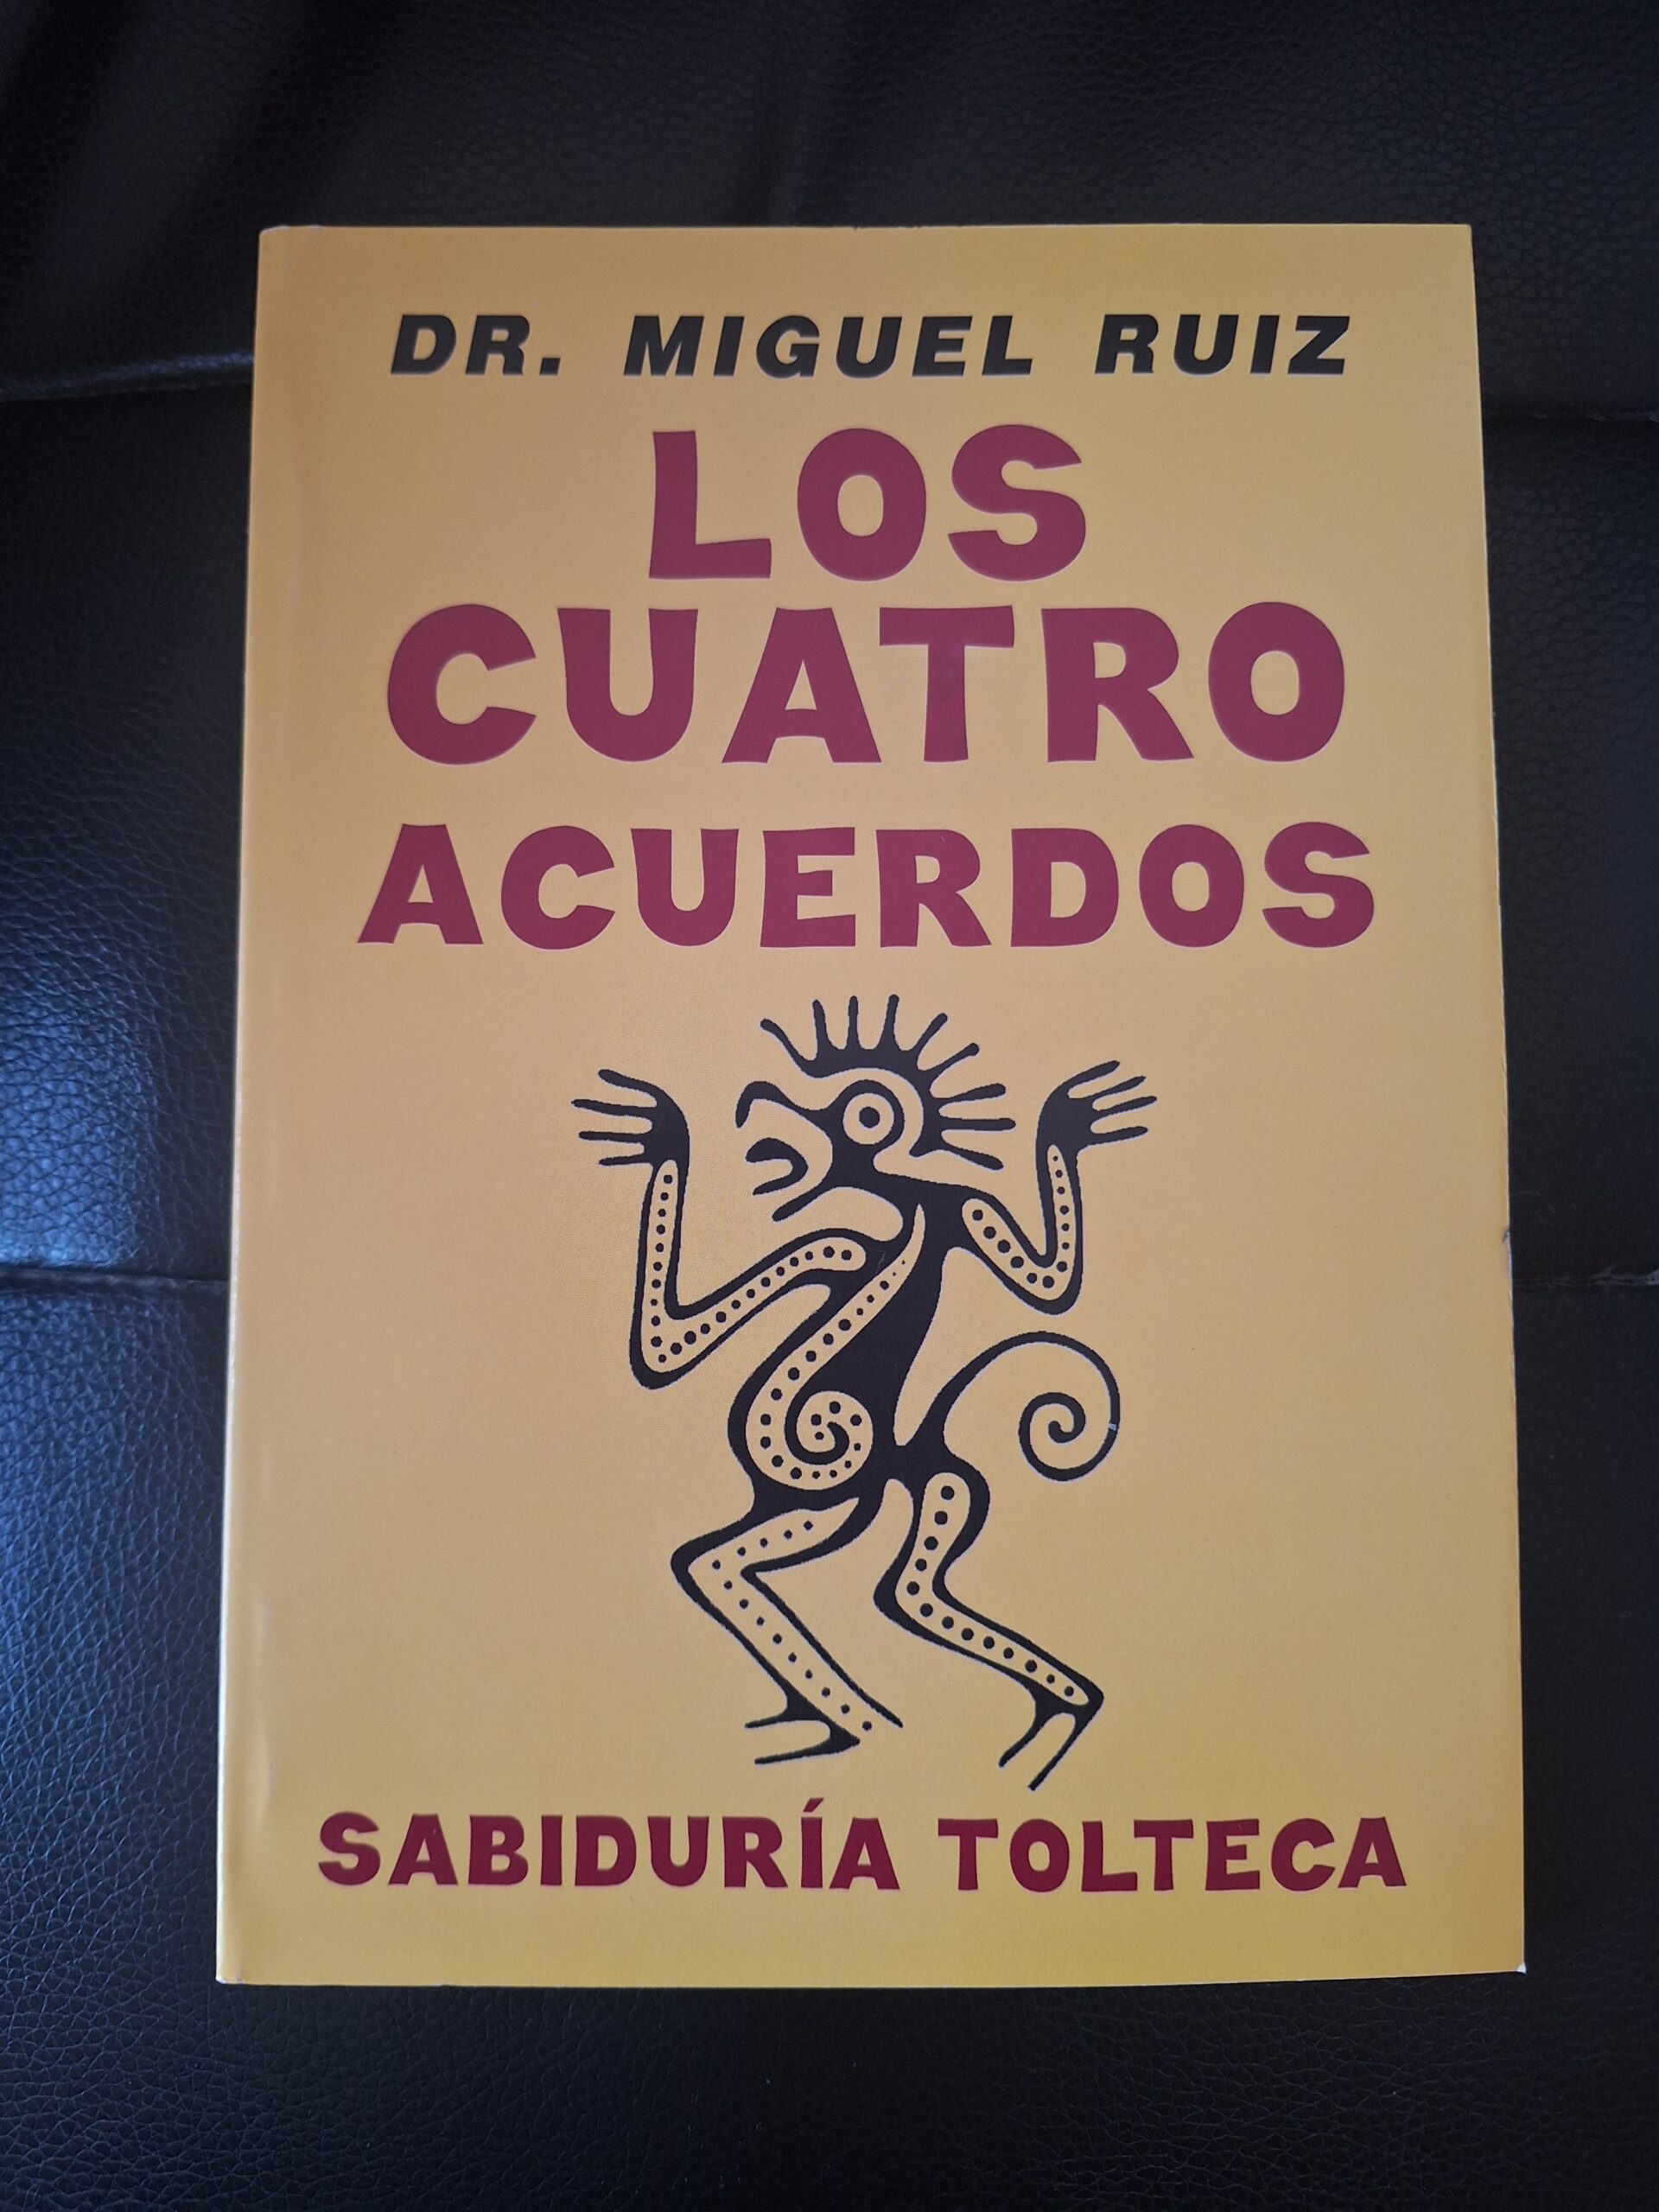 DR. MIGUEL RUIZ
LOS
CUATRO
ACUERDOS
SABIDURÍA TOLTECA